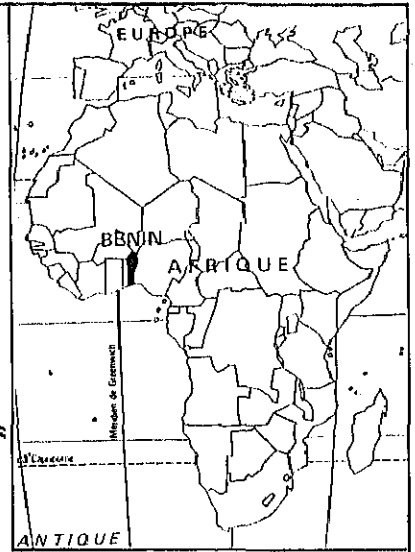 EUROPE
BENIN
AFRIQUE
Méridien de Greenwich
ANTIQUE